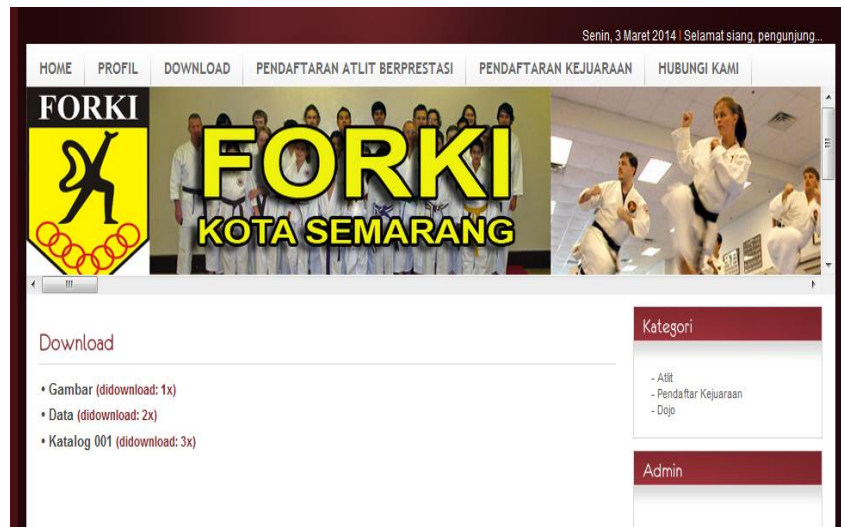 Senin, 3 Maret 2014 | Selamat siang, pengunjung...
HOME PROFIL DOWNLOAD PENDAFTARAN ATLIT BERPRESTASI PENDAFTARAN KEJUARAAN HUBUNGI KAMI
FORKI
FORKI
KOTA SEMARANG
Download
• Gambar (didownload: 1x)
• Data (didownload: 2x)
• Katalog 001 (didownload: 3x)
Kategori
- Atlit
- Pendaftar Kejuaraan
- Dojo
Admin